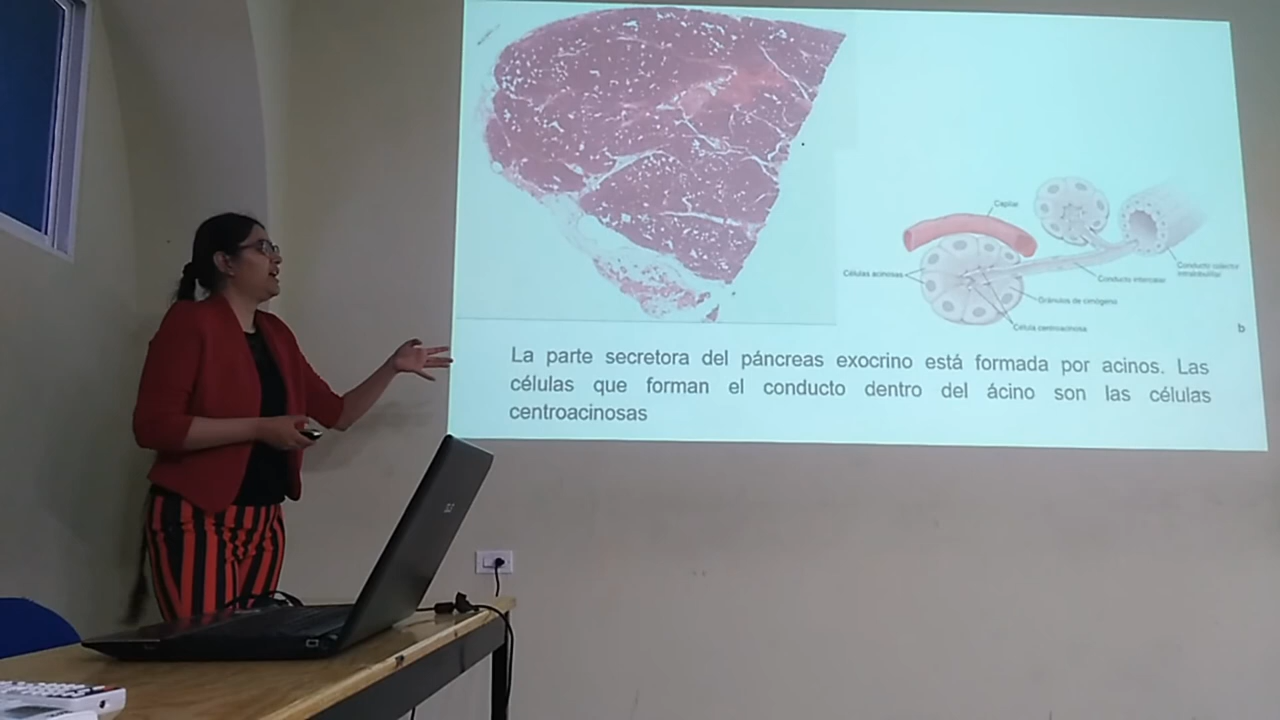 Capilar
Células acinosas
Conducto colector
intralobulillar
Conducto intercalar
Gránulos de cimógeno
Célula centroacinosa
b
La parte secretora del páncreas exocrino está formada por acinos. Las
células que forman el conducto dentro del ácino son las células
centroacinosas